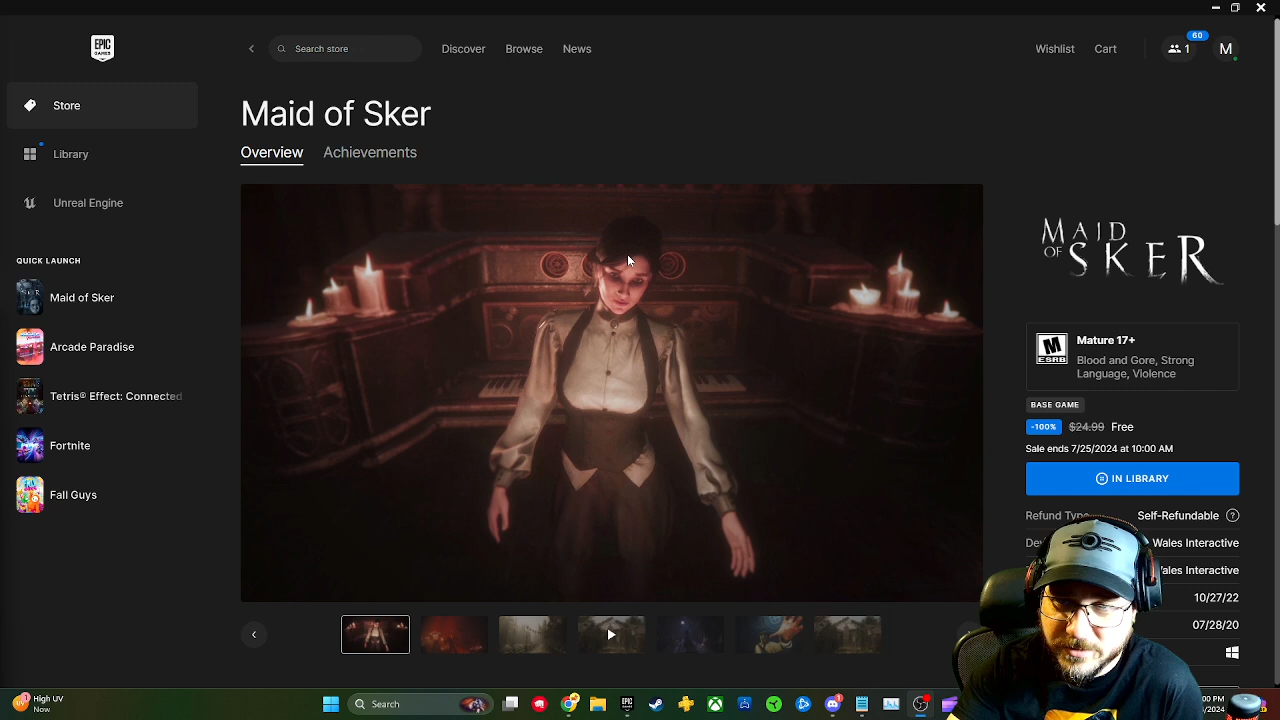 EPIC
GAMES
Search store
Discover
Browse
News
Wishlist
Cart
1
60
M
Store
Library
Unreal Engine
QUICK LAUNCH
Maid of Sker
Arcade Paradise
Tetris® Effect: Connected
Fortnite
Fall Guys
Maid of Sker
Overview
Achievements
MAID
OF SKER
M
ESRB
Mature 17+
Blood and Gore, Strong
Language, Violence
BASE GAME
-100% $24.99 Free
Sale ends 7/25/2024 at 10:00 AM
IN LIBRARY
Refund Type Self-Refundable ?
Wales Interactive
Wales Interactive
10/27/22
07/28/20
High UV
Now
Search